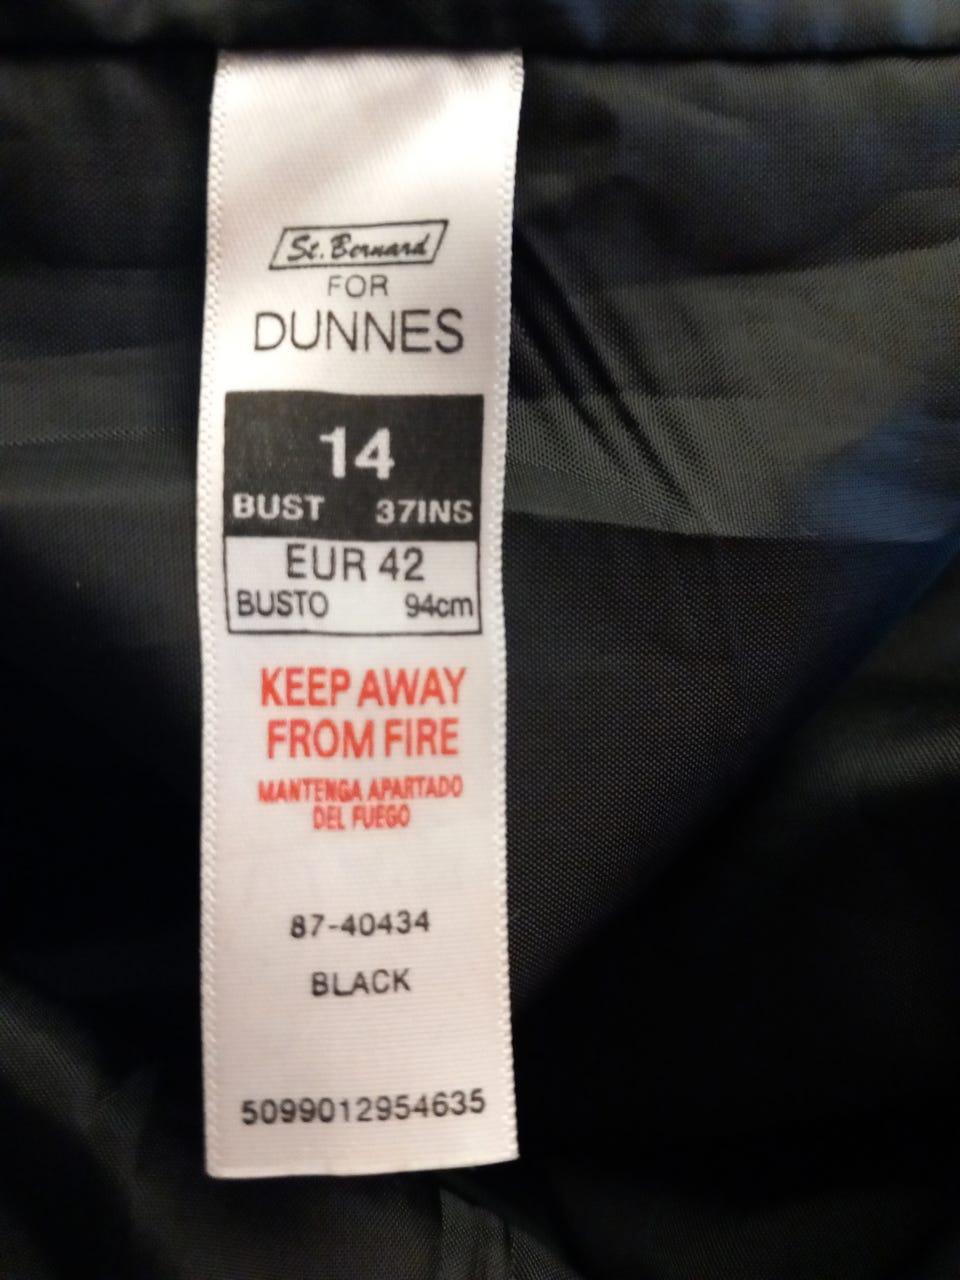 St. Bernard
FOR
DUNNES
14
BUST 37INS
EUR 42
BUSTO 94cm
KEEP AWAY
FROM FIRE
MANTENGA APARTADO
DEL FUEGO
87-40434
BLACK
5099012954635